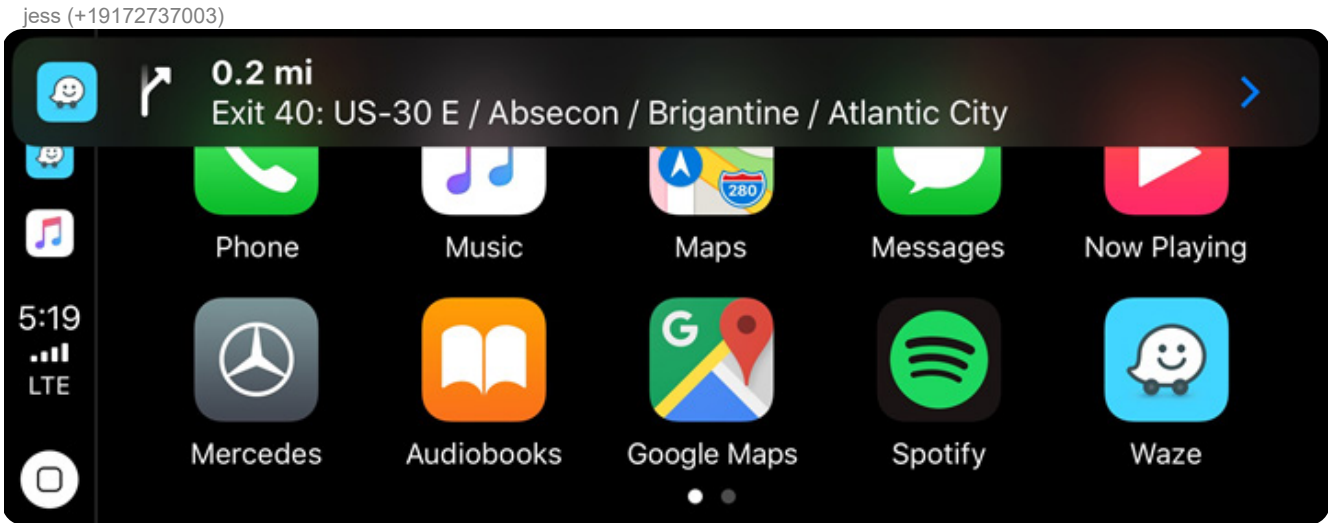 jess (+19172737003)
0.2 mi
Exit 40: US-30 E / Absecon / Brigantine / Atlantic City
280
Phone Music Maps Messages Now Playing
5:19
LTE
G
Mercedes Audiobooks Google Maps Spotify Waze